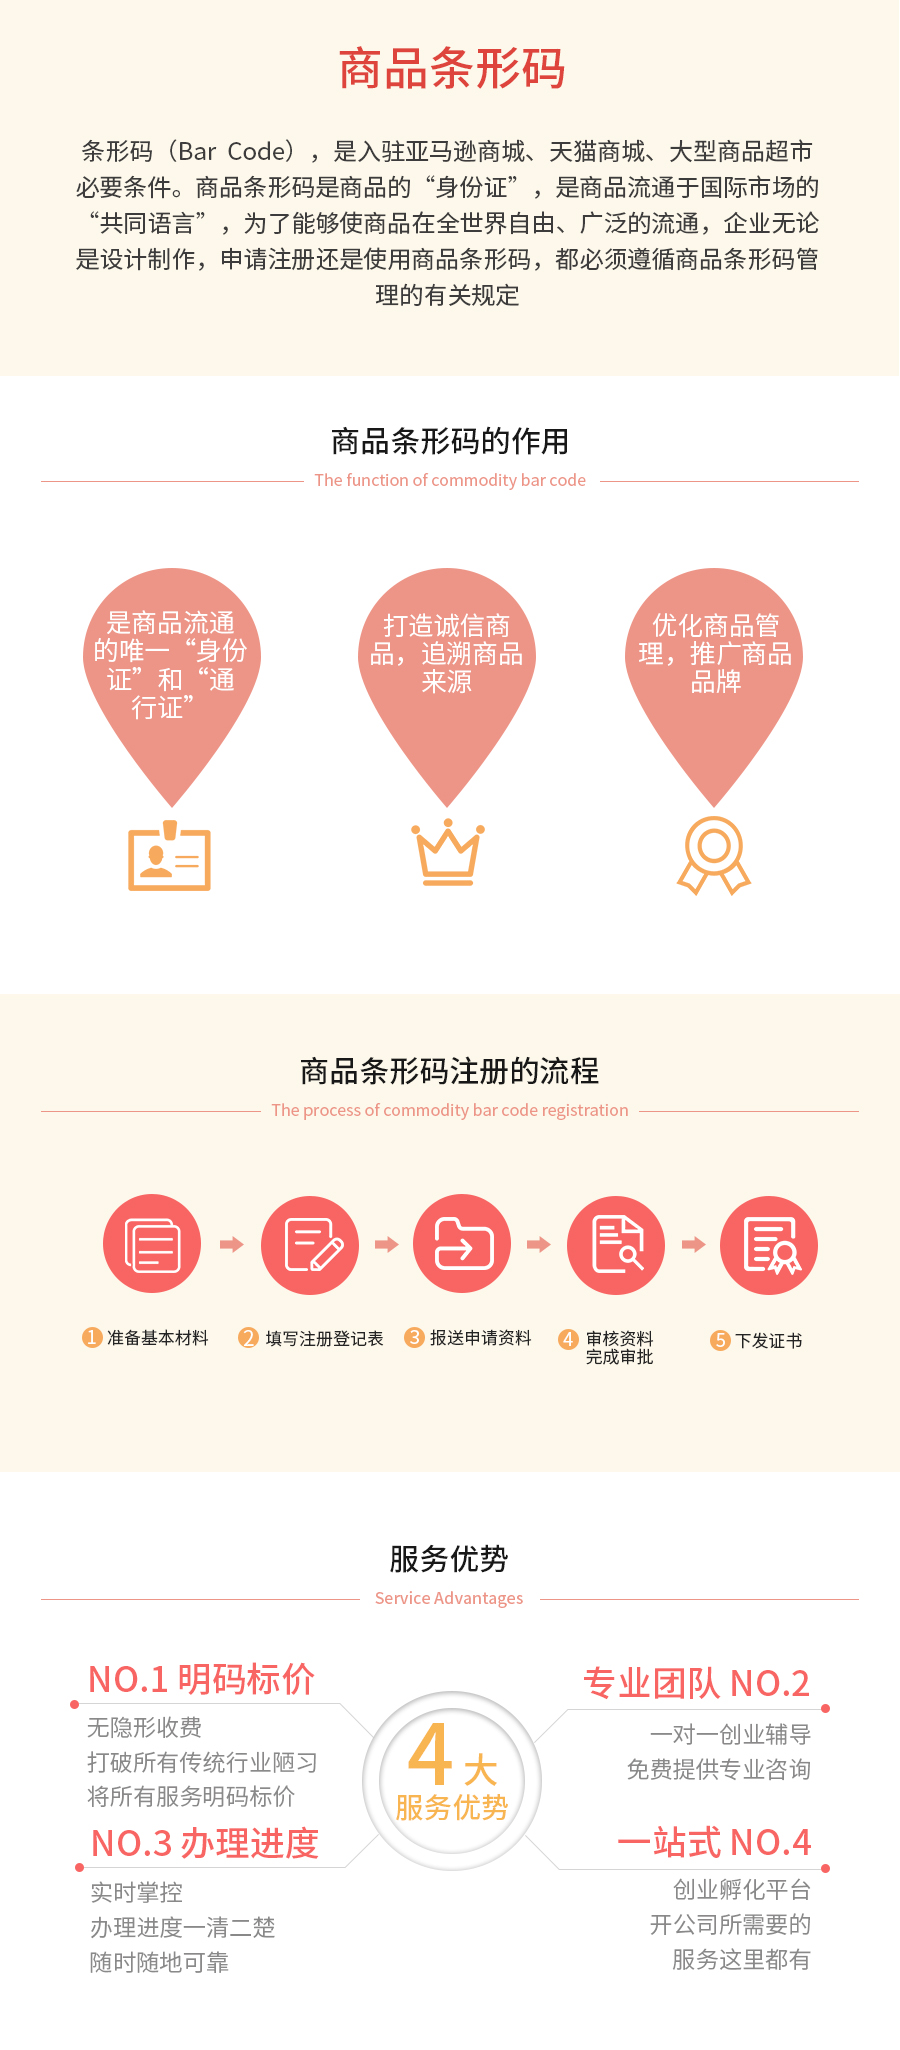 商品条形码
条形码（Bar Code），是入驻亚马逊商城、天猫商城、大型商品超市
必要条件。商品条形码是商品的“身份证”，是商品流通于国际市场的
“共同语言”，为了能够使商品在全世界自由、广泛的流通，企业无论
是设计制作，申请注册还是使用商品条形码，都必须遵循商品条形码管
理的有关规定
商品条形码的作用
The function of commodity bar code
是商品流通
的唯一“身份
证”和“通
行证”
打造诚信商
品，追溯商品
来源
优化商品管
理，推广商品
品牌
商品条形码注册的流程
The process of commodity bar code registration
1 准备基本材料
2 填写注册登记表
3 报送申请资料
4 审核资料
完成审批
5 下发证书
服务优势
Service Advantages
NO.1 明码标价
无隐形收费
打破所有传统行业陋习
将所有服务明码标价
专业团队 NO.2
一对一创业辅导
免费提供专业咨询
4 大
服务优势
NO.3 办理进度
实时掌控
办理进度一清二楚
随时随地可靠
一站式 NO.4
创业孵化平台
开公司所需要的
服务这里都有